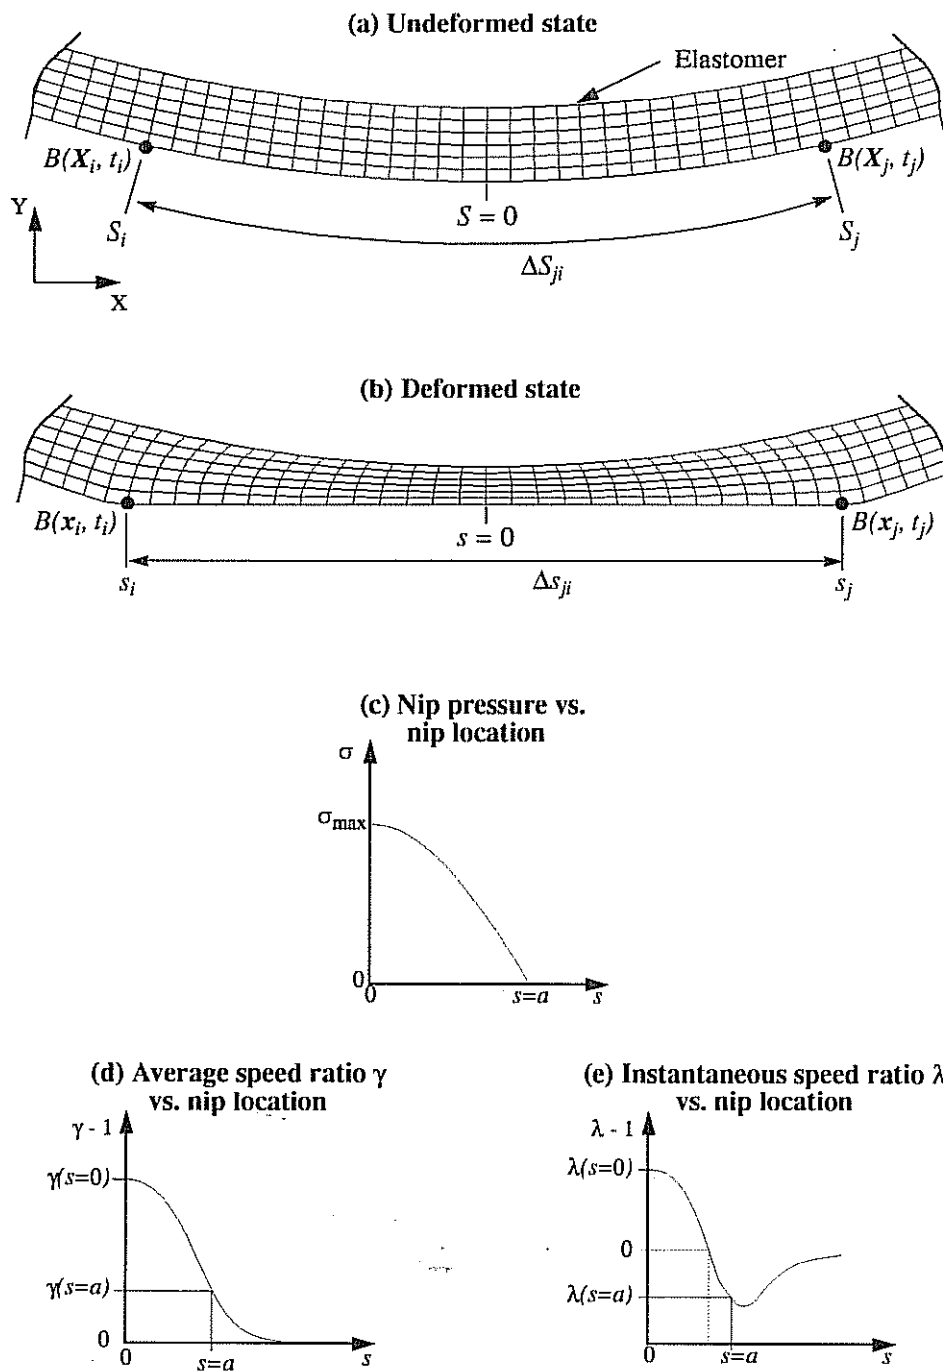 (a) Undeformed state
Elastomer
B(Xi, ti)
B(Xj, tj)
Y
Si
S = 0
Sj
ΔSji
X
(b) Deformed state
B(xi, ti)
s = 0
B(xj, tj)
si
Δsji
sj
(c) Nip pressure vs.
nip location
σ
σmax
0
0
s=a
s
(d) Average speed ratio γ
vs. nip location
γ - 1
γ(s=0)
γ(s=a)
0
0
s=a
s
(e) Instantaneous speed ratio λ
vs. nip location
λ - 1
λ(s=0)
0
λ(s=a)
0
s=a
s